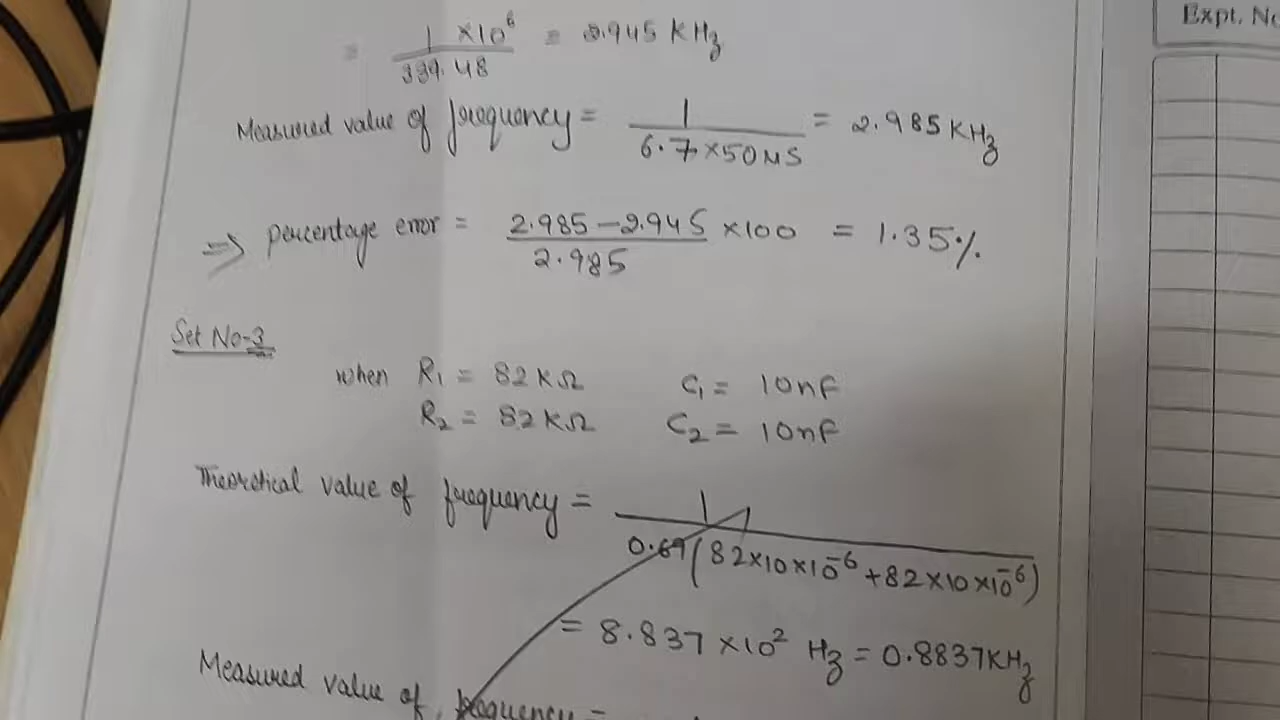 Expt. No
= 1 × 10⁶ / 339.48 = 2.945 KHz
Measured value of frequency = 1 / 6.7 × 50 μS = 2.985 KHz
⇒ percentage error = 2.985 − 2.945 / 2.985 × 100 = 1.35 %
Set No-3
when R₁ = 82 KΩ C₁ = 10nF
R₂ = 82 KΩ C₂ = 10nF
Theoretical value of frequency = 1 / 0.69 (82×10×10⁻⁶ + 82×10×10⁻⁶)
= 8.837 × 10² Hz = 0.8837 KHz
Measured value of frequency =